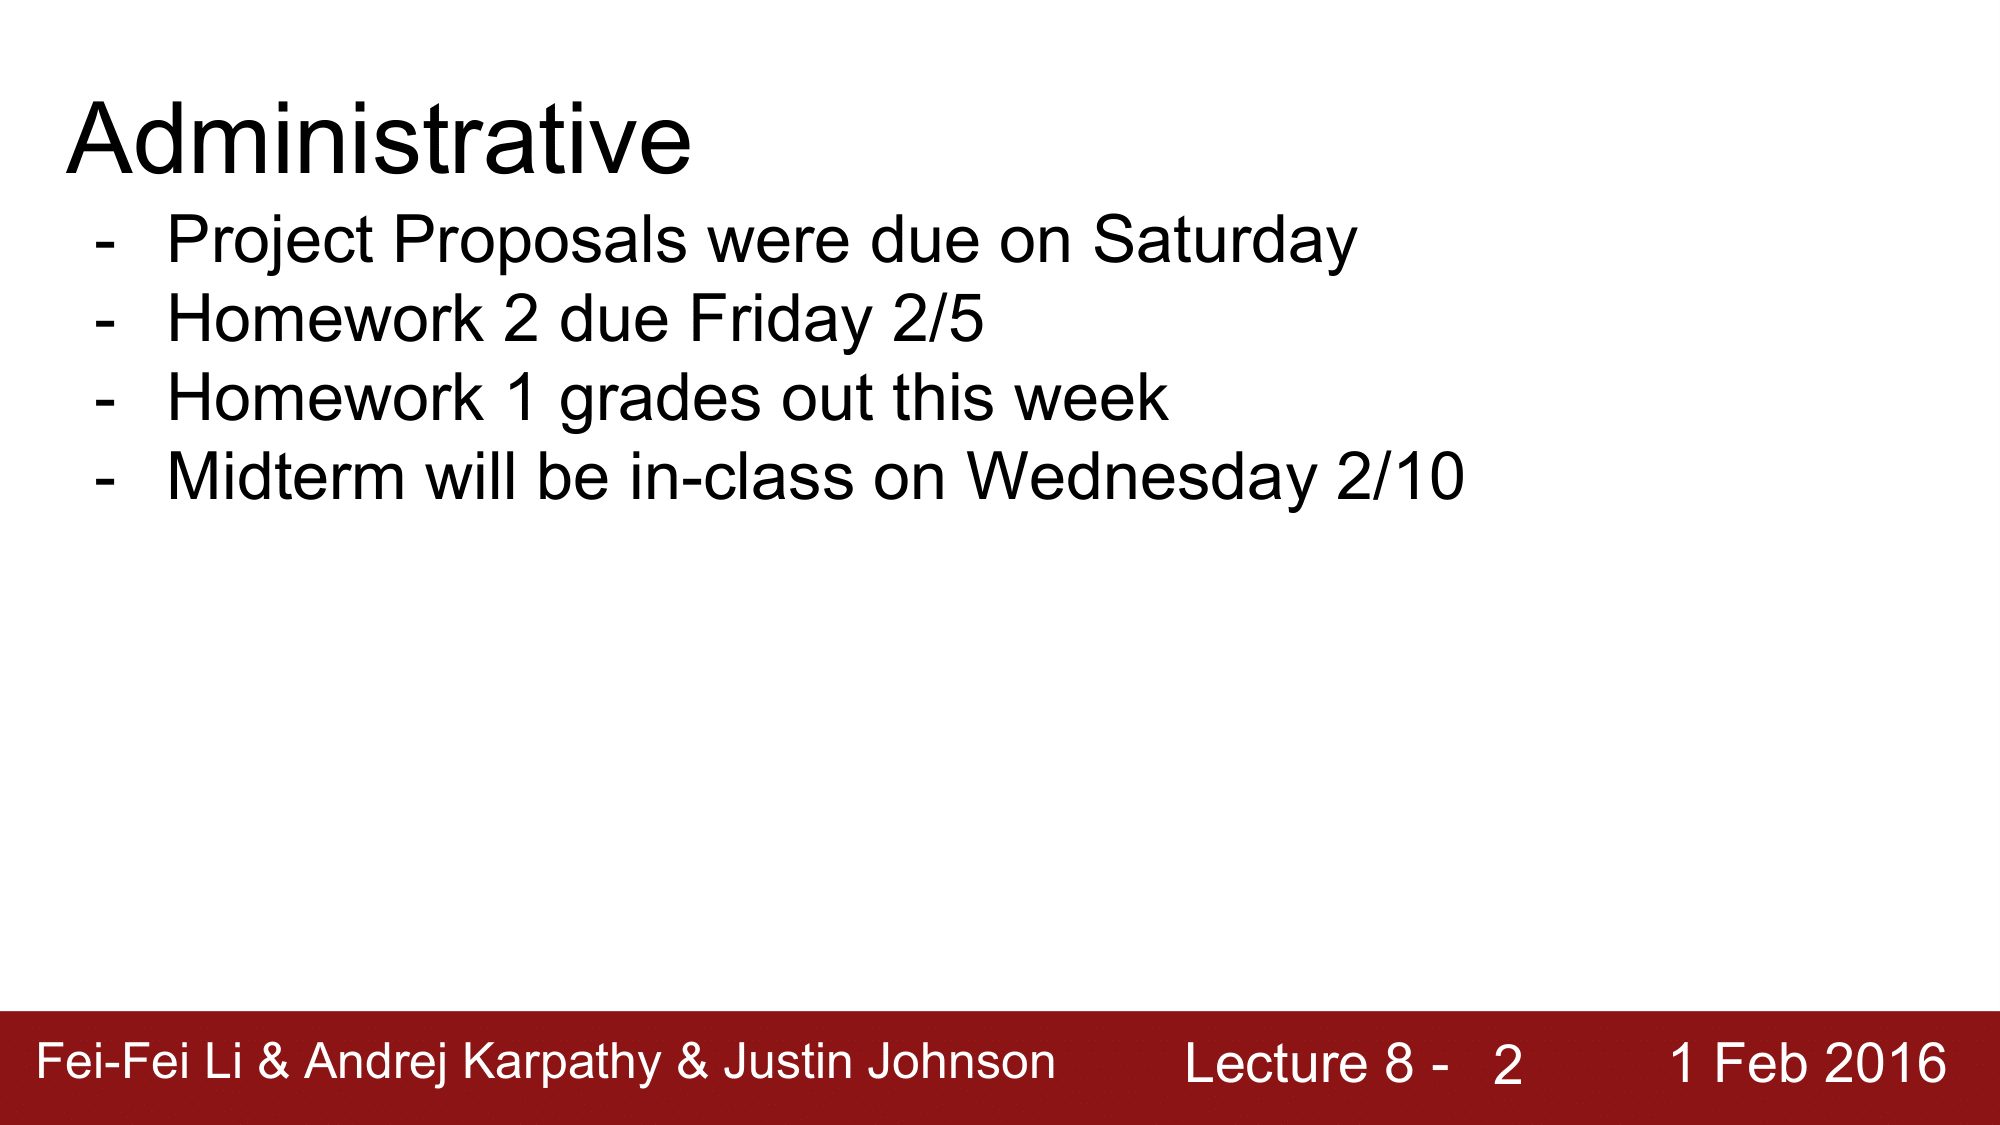 Administrative
- Project Proposals were due on Saturday
- Homework 2 due Friday 2/5
- Homework 1 grades out this week
- Midterm will be in-class on Wednesday 2/10
Fei-Fei Li & Andrej Karpathy & Justin Johnson Lecture 8 - 2 1 Feb 2016